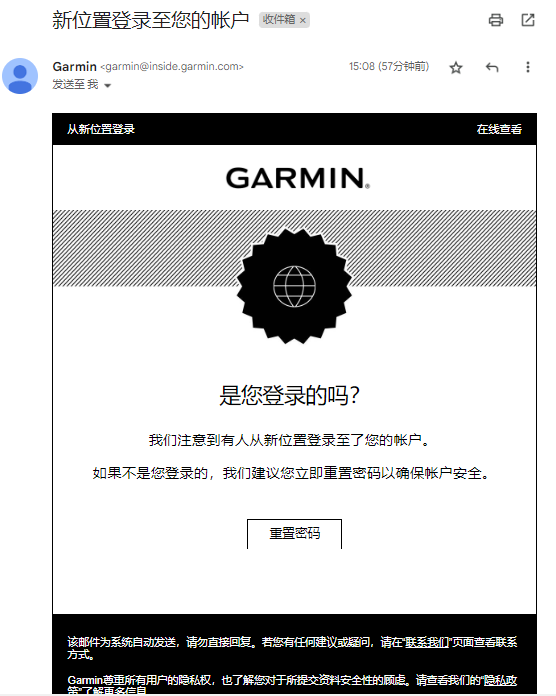 新位置登录至您的帐户 收件箱 ×
Garmin <garmin@inside.garmin.com> 15:08 (57分钟前)
发送至 我
从新位置登录 在线查看
GARMIN®
是您登录的吗?
我们注意到有人从新位置登录至了您的帐户。
如果不是您登录的，我们建议您立即重置密码以确保帐户安全。
重置密码
该邮件为系统自动发送，请勿直接回复。若您有任何建议或疑问，请在“联系我们”页面查看联系
方式。
Garmin尊重所有用户的隐私权，也了解您对于所提交资料安全性的顾虑。请查看我们的“隐私政
策”了解更多信息